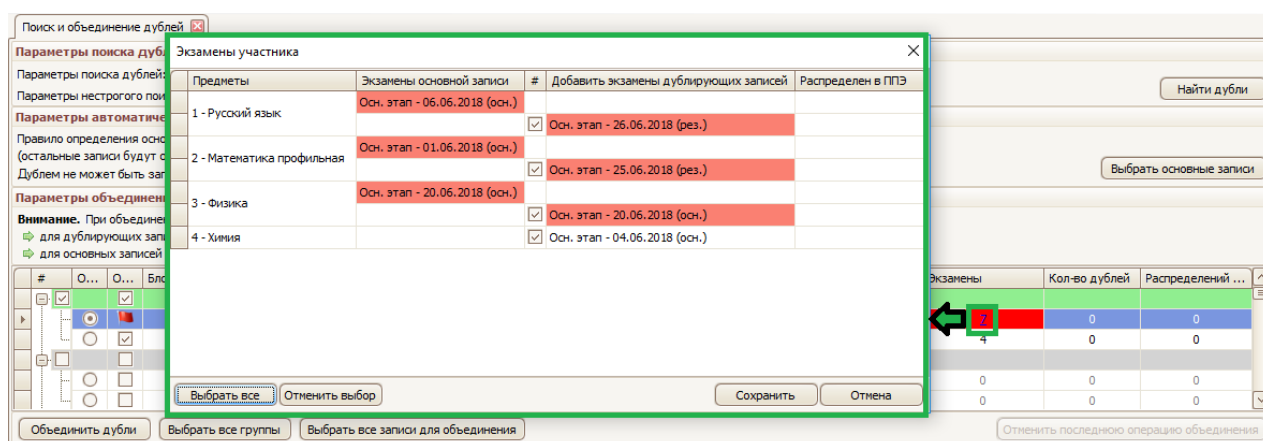 Поиск и объединение дублей
Параметры поиска дуб
Параметры поиска дублей:
Параметры нестрогого пои
Найти дубли
Параметры автоматиче
Правило определения осно
(остальные записи будут о
Дублем не может быть зап
Выбрать основные записи
Параметры объединени
Внимание. При объединен
для дублирующих запи
для основных записей
Экзамены участника
Предметы Экзамены основной записи # Добавить экзамены дублирующих записей Распределен в ППЭ
1 - Русский язык
Осн. этап - 06.06.2018 (осн.)
Осн. этап - 26.06.2018 (рез.)
2 - Математика профильная
Осн. этап - 01.06.2018 (осн.)
Осн. этап - 25.06.2018 (рез.)
3 - Физика
Осн. этап - 20.06.2018 (осн.)
Осн. этап - 20.06.2018 (осн.)
4 - Химия Осн. этап - 04.06.2018 (осн.)
Выбрать все Отменить выбор Сохранить Отмена
# О... О... Бло Экзамены Кол-во дублей Распределений ...
7 0 0
4 0 0
0 0 0
0 0 0
Объединить дубли Выбрать все группы Выбрать все записи для объединения Отменить последнюю операцию объединения